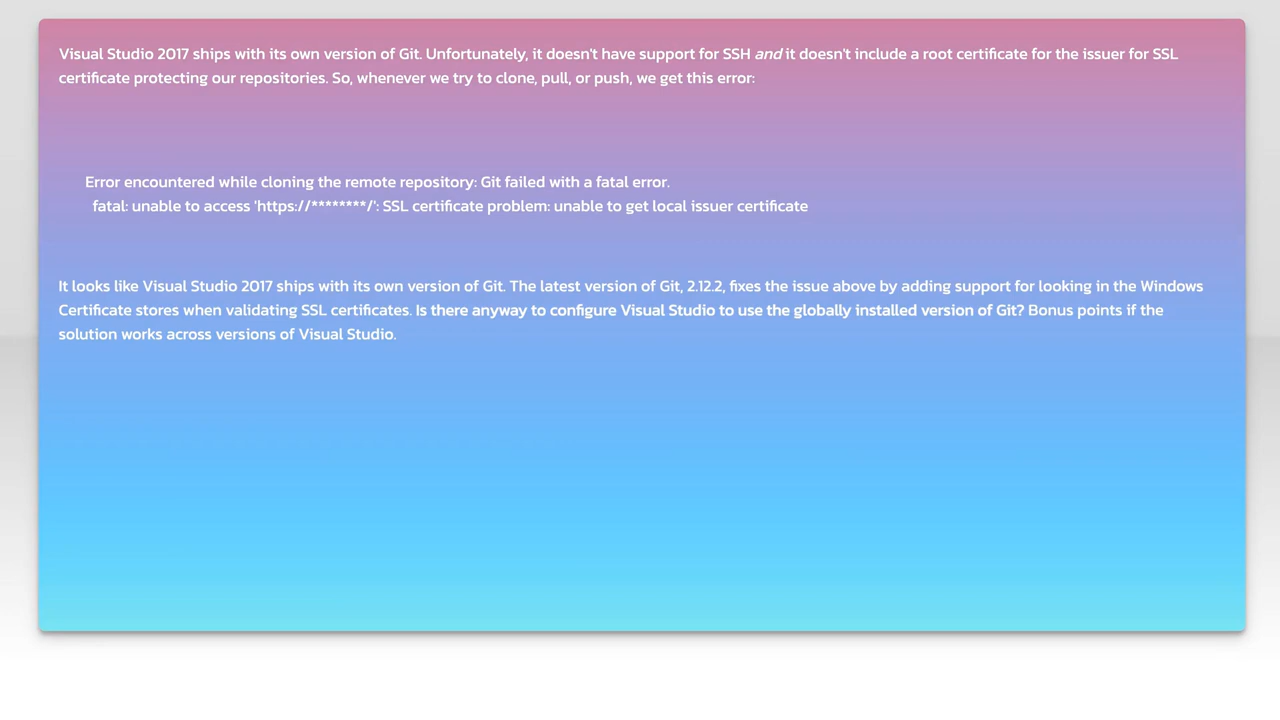 Visual Studio 2017 ships with its own version of Git. Unfortunately, it doesn't have support for SSH and it doesn't include a root certificate for the issuer for SSL
certificate protecting our repositories. So, whenever we try to clone, pull, or push, we get this error:
Error encountered while cloning the remote repository: Git failed with a fatal error.
fatal: unable to access 'https://********/': SSL certificate problem: unable to get local issuer certificate
It looks like Visual Studio 2017 ships with its own version of Git. The latest version of Git, 2.12.2, fixes the issue above by adding support for looking in the Windows
Certificate stores when validating SSL certificates. Is there anyway to configure Visual Studio to use the globally installed version of Git? Bonus points if the
solution works across versions of Visual Studio.